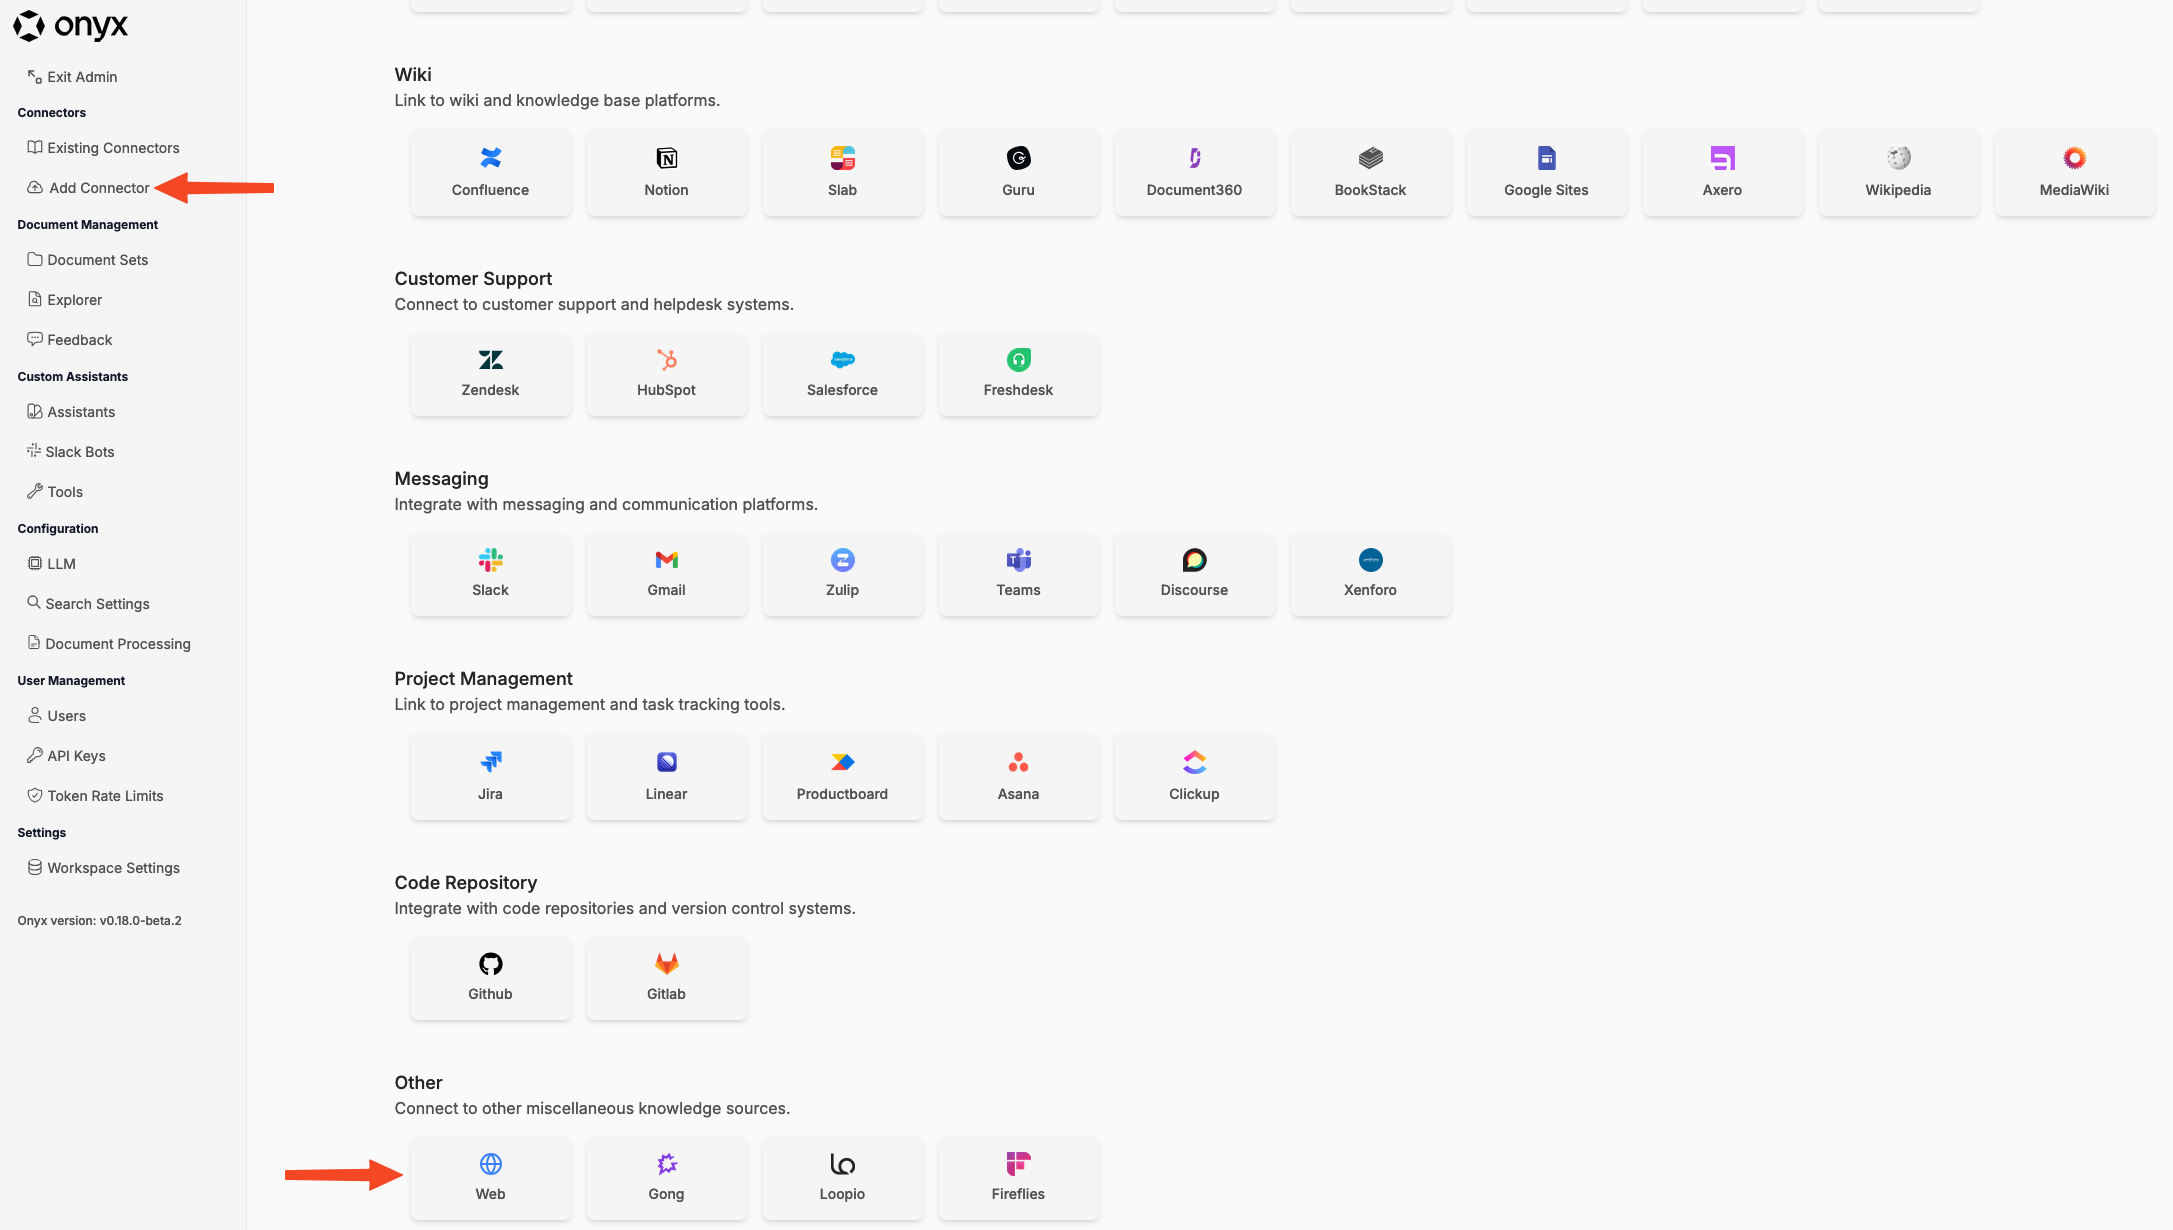 onyx
Exit Admin
Connectors
Existing Connectors
Add Connector
Document Management
Document Sets
Explorer
Feedback
Custom Assistants
Assistants
Slack Bots
Tools
Configuration
LLM
Search Settings
Document Processing
User Management
Users
API Keys
Token Rate Limits
Settings
Workspace Settings
Onyx version: v0.18.0-beta.2
Wiki
Link to wiki and knowledge base platforms.
Confluence Notion Slab Guru Document360 BookStack Google Sites Axero Wikipedia MediaWiki
Customer Support
Connect to customer support and helpdesk systems.
Zendesk HubSpot Salesforce Freshdesk
Messaging
Integrate with messaging and communication platforms.
Slack Gmail Zulip Teams Discourse Xenforo
Project Management
Link to project management and task tracking tools.
Jira Linear Productboard Asana Clickup
Code Repository
Integrate with code repositories and version control systems.
Github Gitlab
Other
Connect to other miscellaneous knowledge sources.
Web Gong Loopio Fireflies